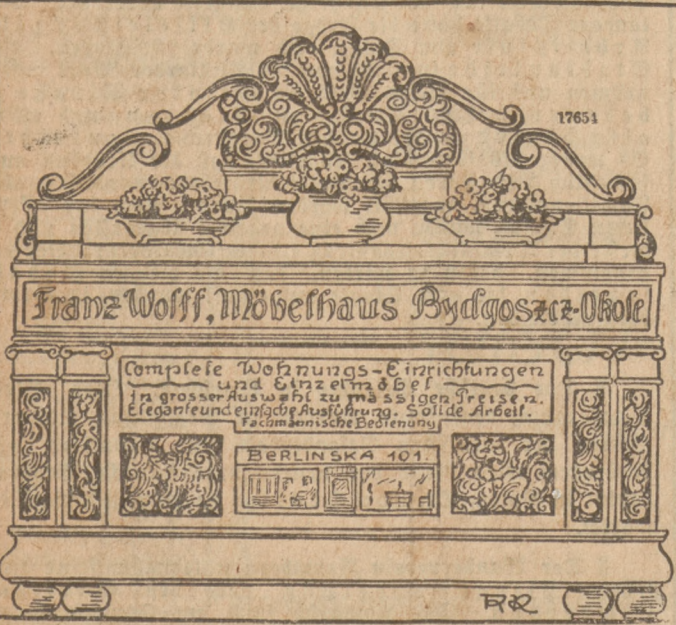 17654
Franz Wolff, Möbelhaus Bydgoszcz-Okole.
Complete Wohnungs-Einrichtungen
und Einzelmöbel
in grosser Auswahl zu mässigen Preisen.
Elegante und einfache Ausführung. Solide Arbeit.
Fachmännische Bedienung
BERLINSKA 101.